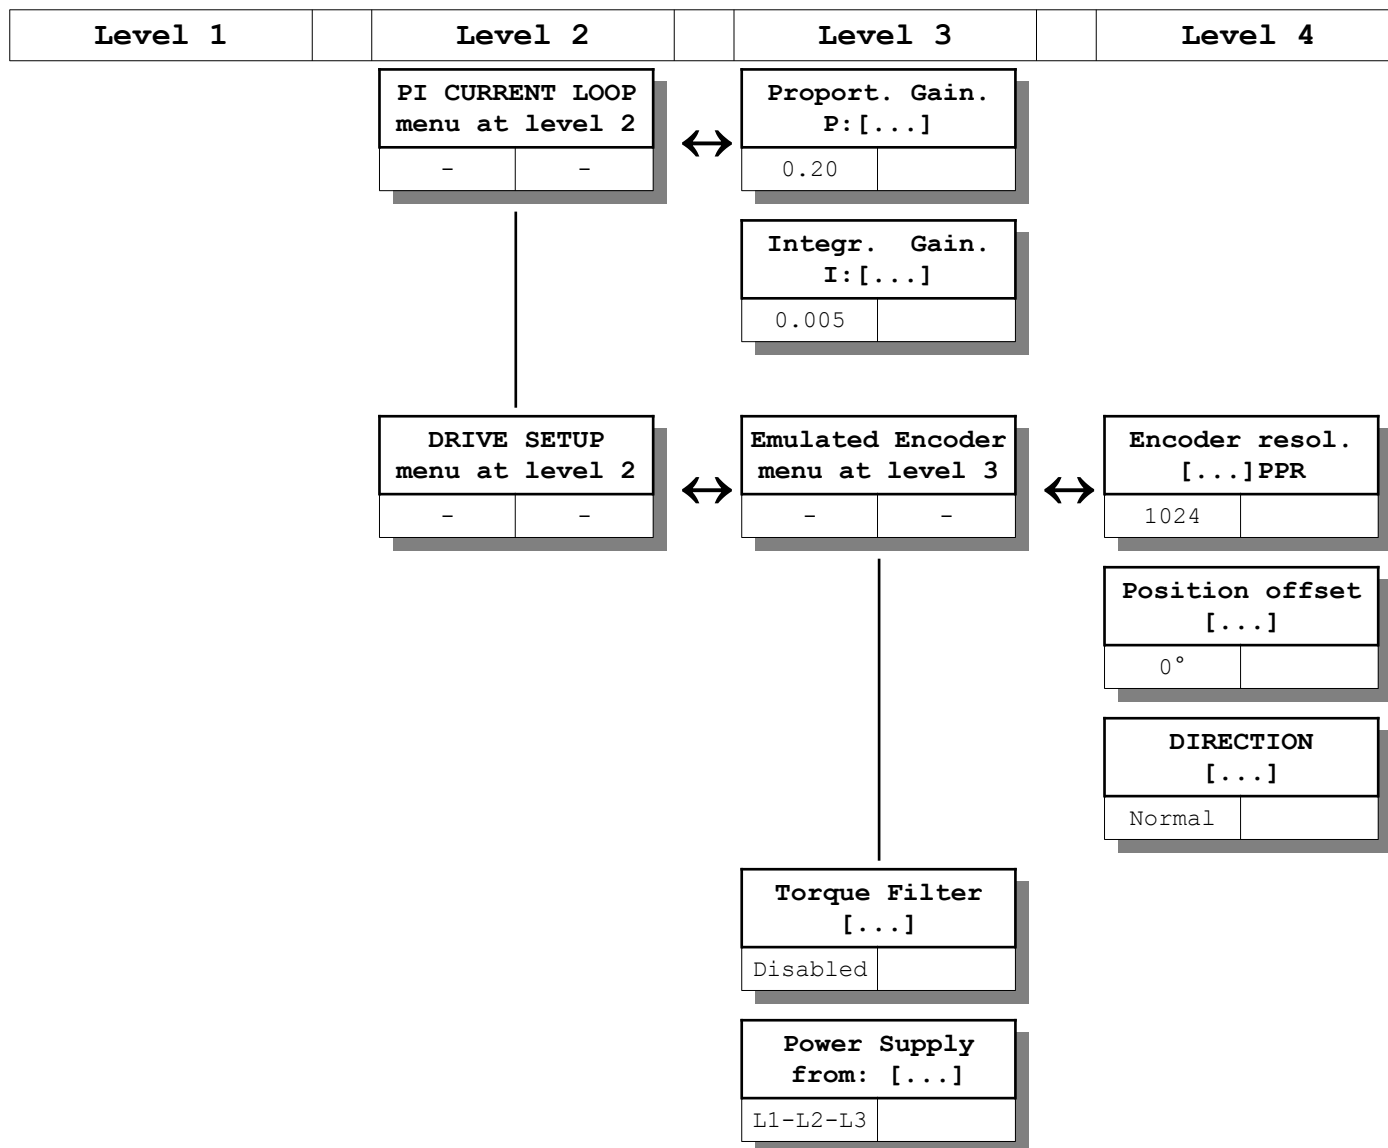 Level 1 Level 2 Level 3 Level 4
PI CURRENT LOOP
menu at level 2
- -
Proport. Gain.
P:[...]
0.20
Integr.  Gain.
I:[...]
0.005
DRIVE SETUP
menu at level 2
- -
Emulated Encoder
menu at level 3
- -
Encoder resol.
[...]PPR
1024
Position offset
[...]
0°
DIRECTION
[...]
Normal
Torque Filter
[...]
Disabled
Power Supply
from: [...]
L1-L2-L3